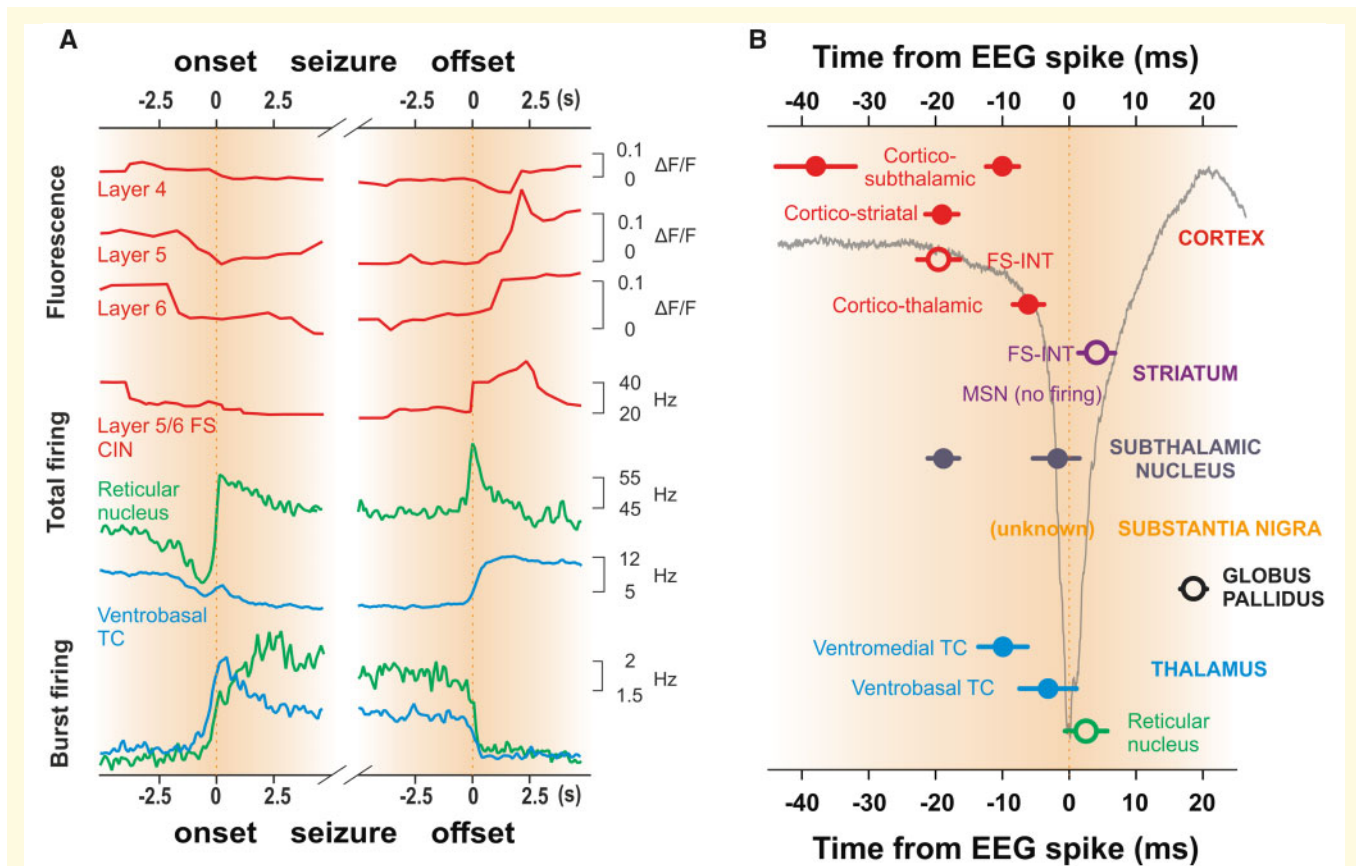 A
onset seizure offset
-2.5 0 2.5 -2.5 0 2.5 (s)
Fluorescence
Layer 4
0.1
0
ΔF/F
Layer 5
0.1
0
ΔF/F
Layer 6
0.1
0
ΔF/F
Total firing
Layer 5/6 FS
CIN
40
20
Hz
Reticular
nucleus
55
45
Hz
Ventrobasal
TC
12
5
Hz
Burst firing
2
1.5
Hz
-2.5 0 2.5 -2.5 0 2.5 (s)
onset seizure offset
B
Time from EEG spike (ms)
-40 -30 -20 -10 0 10 20
Cortico-
subthalamic
Cortico-striatal
CORTEX
FS-INT
Cortico-thalamic
FS-INT
STRIATUM
MSN (no firing)
SUBTHALAMIC
NUCLEUS
(unknown) SUBSTANTIA NIGRA
GLOBUS
PALLIDUS
Ventromedial TC
THALAMUS
Ventrobasal TC
Reticular
nucleus
-40 -30 -20 -10 0 10 20
Time from EEG spike (ms)